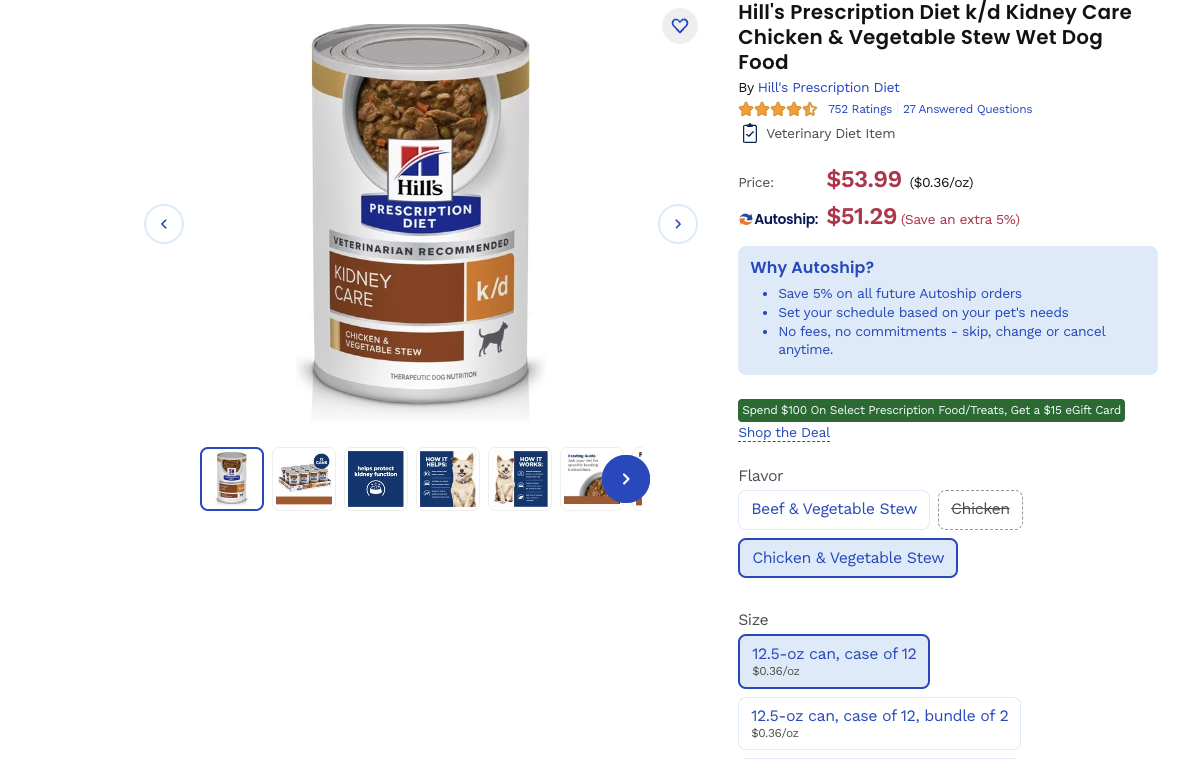 Hill's Prescription Diet k/d Kidney Care
Chicken & Vegetable Stew Wet Dog
Food
By Hill's Prescription Diet
752 Ratings
27 Answered Questions
Veterinary Diet Item
Price:
$53.99 ($0.36/oz)
Autoship:
$51.29 (Save an extra 5%)
Why Autoship?
Save 5% on all future Autoship orders
Set your schedule based on your pet's needs
No fees, no commitments - skip, change or cancel
anytime.
Spend $100 On Select Prescription Food/Treats, Get a $15 eGift Card
Shop the Deal
Flavor
Beef & Vegetable Stew
Chicken
Chicken & Vegetable Stew
Size
12.5-oz can, case of 12
$0.36/oz
12.5-oz can, case of 12, bundle of 2
$0.36/oz
Hill's
PRESCRIPTION
DIET
VETERINARIAN RECOMMENDED
KIDNEY
CARE
k/d
CHICKEN &
VEGETABLE STEW
THERAPEUTIC DOG NUTRITION
helps protect
kidney function
HOW IT
HELPS:
HOW IT
WORKS:
Feeding Guide
Ask your vet for
specific feeding
instructions